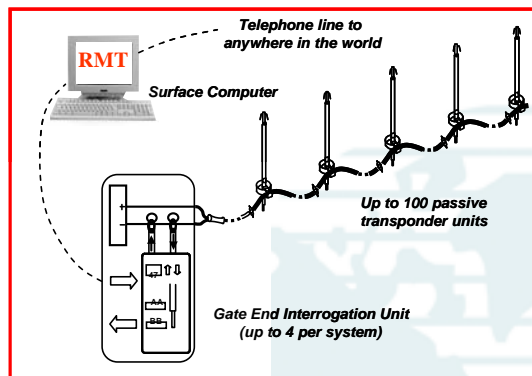 Telephone line to
anywhere in the world
RMT
Surface Computer
Up to 100 passive
transponder units
+
-
47
AA
BB
Gate End Interrogation Unit
(up to 4 per system)